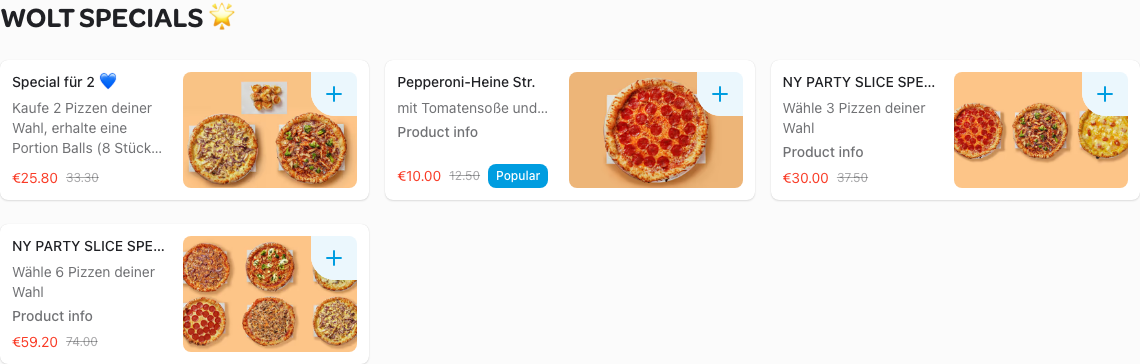 WOLT SPECIALS 🌟
Special für 2 💙
Kaufe 2 Pizzen deiner
Wahl, erhalte eine
Portion Balls (8 Stück...
€25.80 33.30
Pepperoni-Heine Str.
mit Tomatensoße und...
Product info
€10.00 12.50 Popular
NY PARTY SLICE SPE...
Wähle 3 Pizzen deiner
Wahl
Product info
€30.00 37.50
NY PARTY SLICE SPE...
Wähle 6 Pizzen deiner
Wahl
Product info
€59.20 74.00